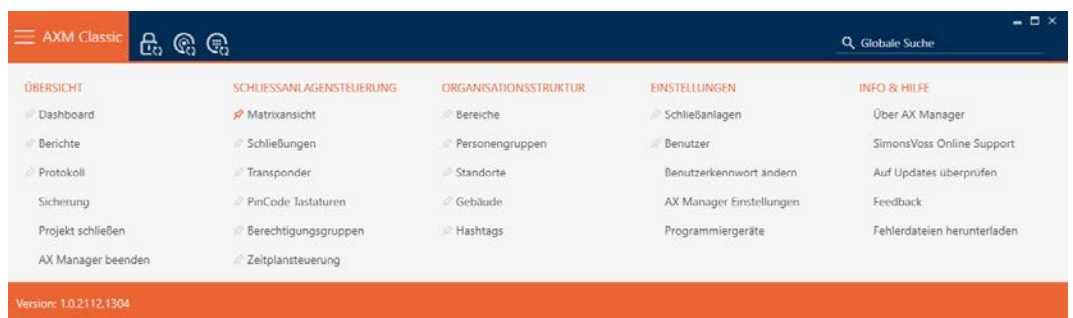 AXM Classic
Globale Suche
ÜBERSICHT
Dashboard
Berichte
Protokoll
Sicherung
Projekt schließen
AX Manager beenden
SCHLIESSANLAGENSTEUERUNG
Matrixansicht
Schließungen
Transponder
PinCode Tastaturen
Berechtigungsgruppen
Zeitplansteuerung
ORGANISATIONSSTRUKTUR
Bereiche
Personengruppen
Standorte
Gebäude
Hashtags
EINSTELLUNGEN
Schließanlagen
Benutzer
Benutzerkennwort ändern
AX Manager Einstellungen
Programmiergeräte
INFO & HILFE
Über AX Manager
SimonsVoss Online Support
Auf Updates überprüfen
Feedback
Fehlerdateien herunterladen
Version: 1.0.2112.1304